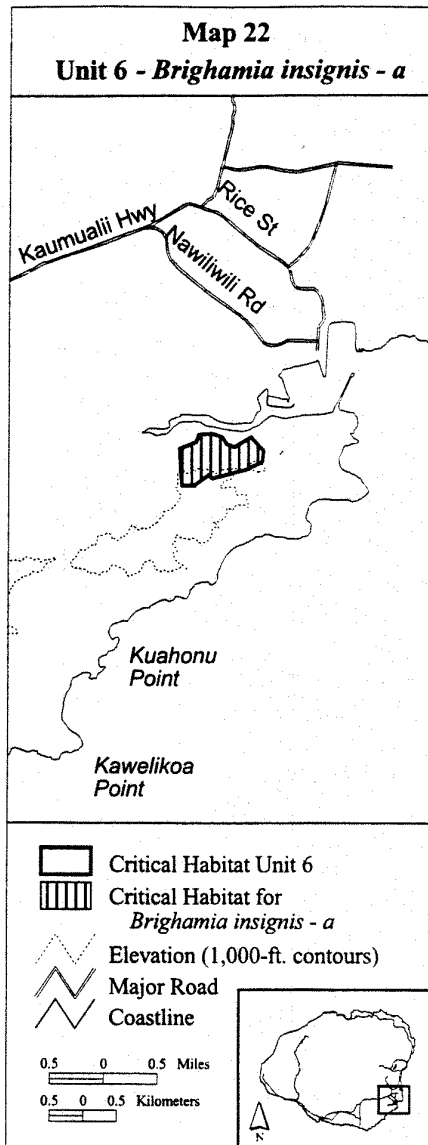 Map 22
Unit 6 - Brighamia insignis - a
Rice St
Kaumualii Hwy
Nawiliwili Rd
Kuahonu
Point
Kawelikoa
Point
Critical Habitat Unit 6
Critical Habitat for
Brighamia insignis - a
Elevation (1,000-ft. contours)
Major Road
Coastline
0.5 0 0.5 Miles
0.5 0 0.5 Kilometers
N